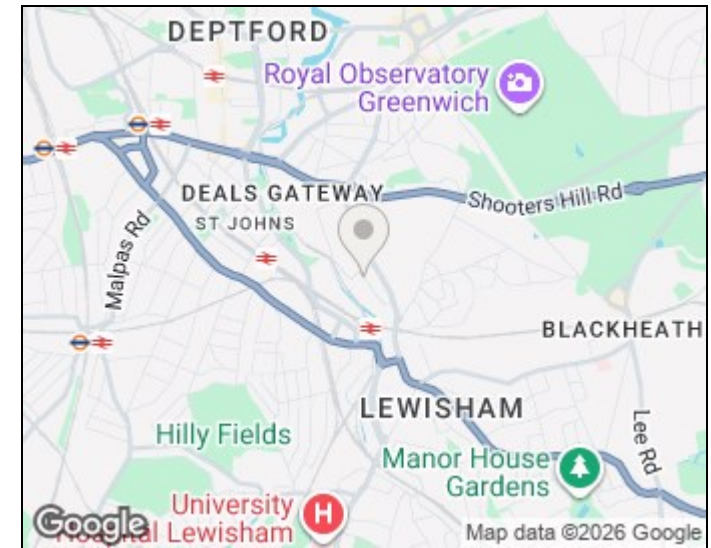 DEPTFORD
Royal Observatory
Greenwich
DEALS GATEWAY
Shooters Hill Rd
ST JOHNS
Malpas Rd
BLACKHEATH
LEWISHAM
Lee Rd
Hilly Fields
Manor House
Gardens
University
Hospital Lewisham
H
Google
Map data ©2026 Google